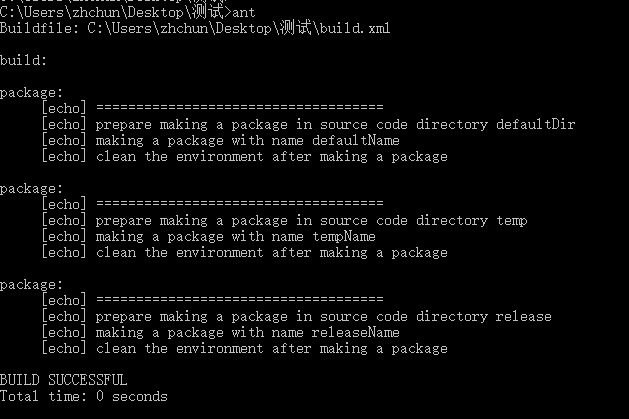 C:\Users\zhchun\Desktop\测试>ant
Buildfile: C:\Users\zhchun\Desktop\测试\build.xml
build:
package:
[echo] ====================================
[echo] prepare making a package in source code directory defaultDir
[echo] making a package with name defaultName
[echo] clean the environment after making a package
package:
[echo] ====================================
[echo] prepare making a package in source code directory temp
[echo] making a package with name tempName
[echo] clean the environment after making a package
package:
[echo] ====================================
[echo] prepare making a package in source code directory release
[echo] making a package with name releaseName
[echo] clean the environment after making a package
BUILD SUCCESSFUL
Total time: 0 seconds